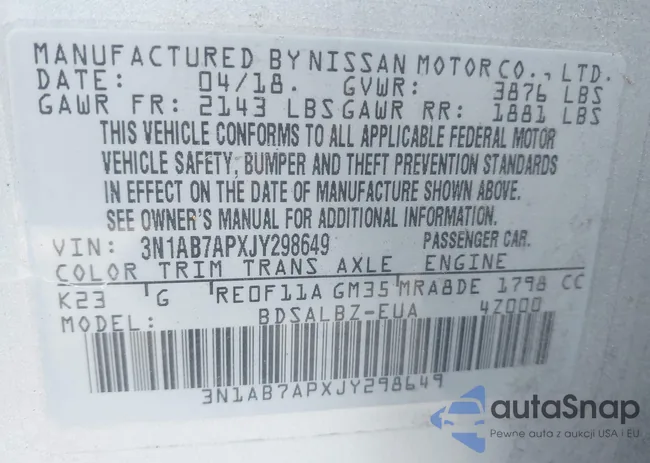 MANUFACTURED BY NISSAN MOTOR CO., LTD.
DATE: 04/18. GVWR: 3876 LBS
GAWR FR: 2143 LBS GAWR RR: 1881 LBS
THIS VEHICLE CONFORMS TO ALL APPLICABLE FEDERAL MOTOR
VEHICLE SAFETY, BUMPER AND THEFT PREVENTION STANDARDS
IN EFFECT ON THE DATE OF MANUFACTURE SHOWN ABOVE.
SEE OWNER'S MANUAL FOR ADDITIONAL INFORMATION.
VIN: 3N1AB7APXJY298649 PASSENGER CAR.
COLOR TRIM TRANS AXLE ENGINE
K23 G RE0F11A GM35 MRA8DE 1798 CC
MODEL: BDSALBZ-EUA 4Z000
3N1AB7APXJY298649
autaSnap
Pewne auta z aukcji USA i EU